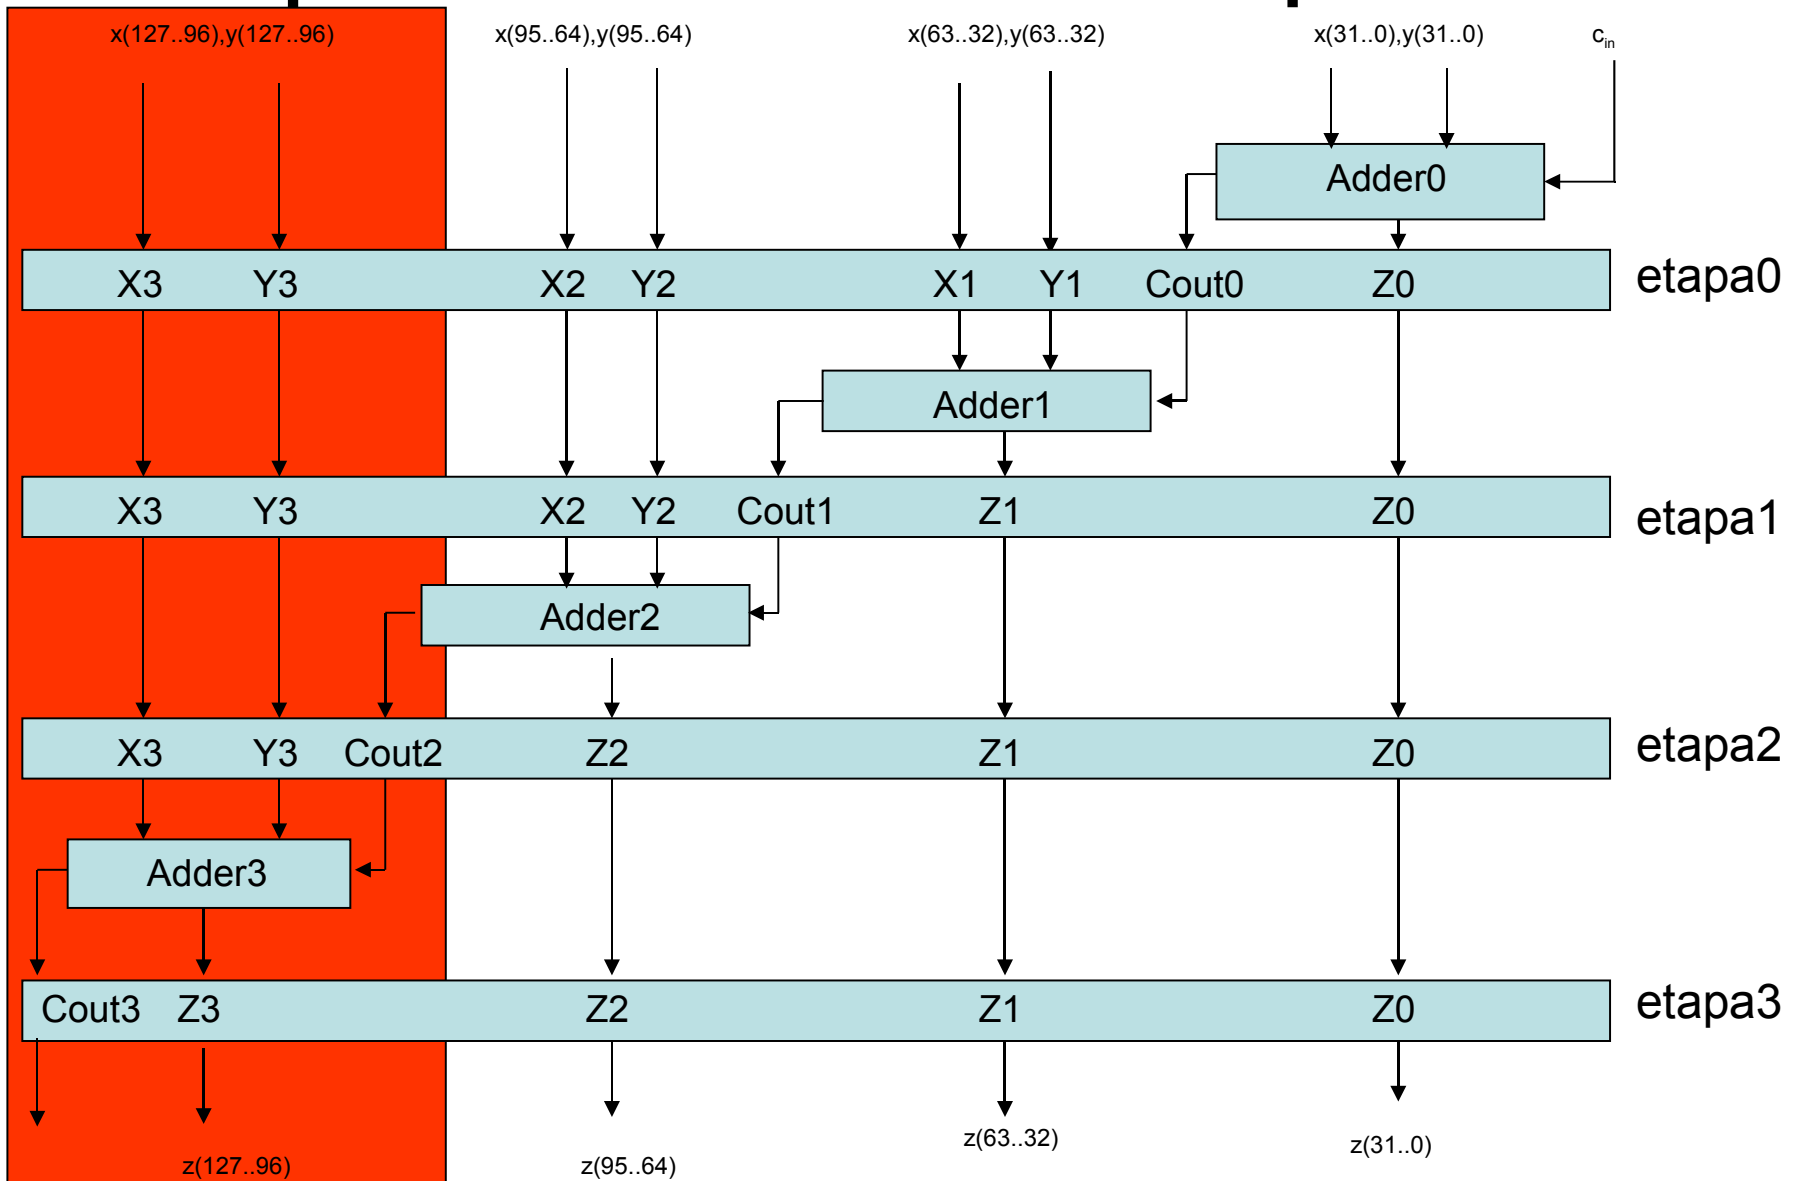 x(127..96),y(127..96) x(95..64),y(95..64) x(63..32),y(63..32) x(31..0),y(31..0) cin
Adder0
X3 Y3 X2 Y2 X1 Y1 Cout0 Z0 etapa0
Adder1
X3 Y3 X2 Y2 Cout1 Z1 Z0 etapa1
Adder2
X3 Y3 Cout2 Z2 Z1 Z0 etapa2
Adder3
Cout3 Z3 Z2 Z1 Z0 etapa3
z(127..96) z(95..64) z(63..32) z(31..0)